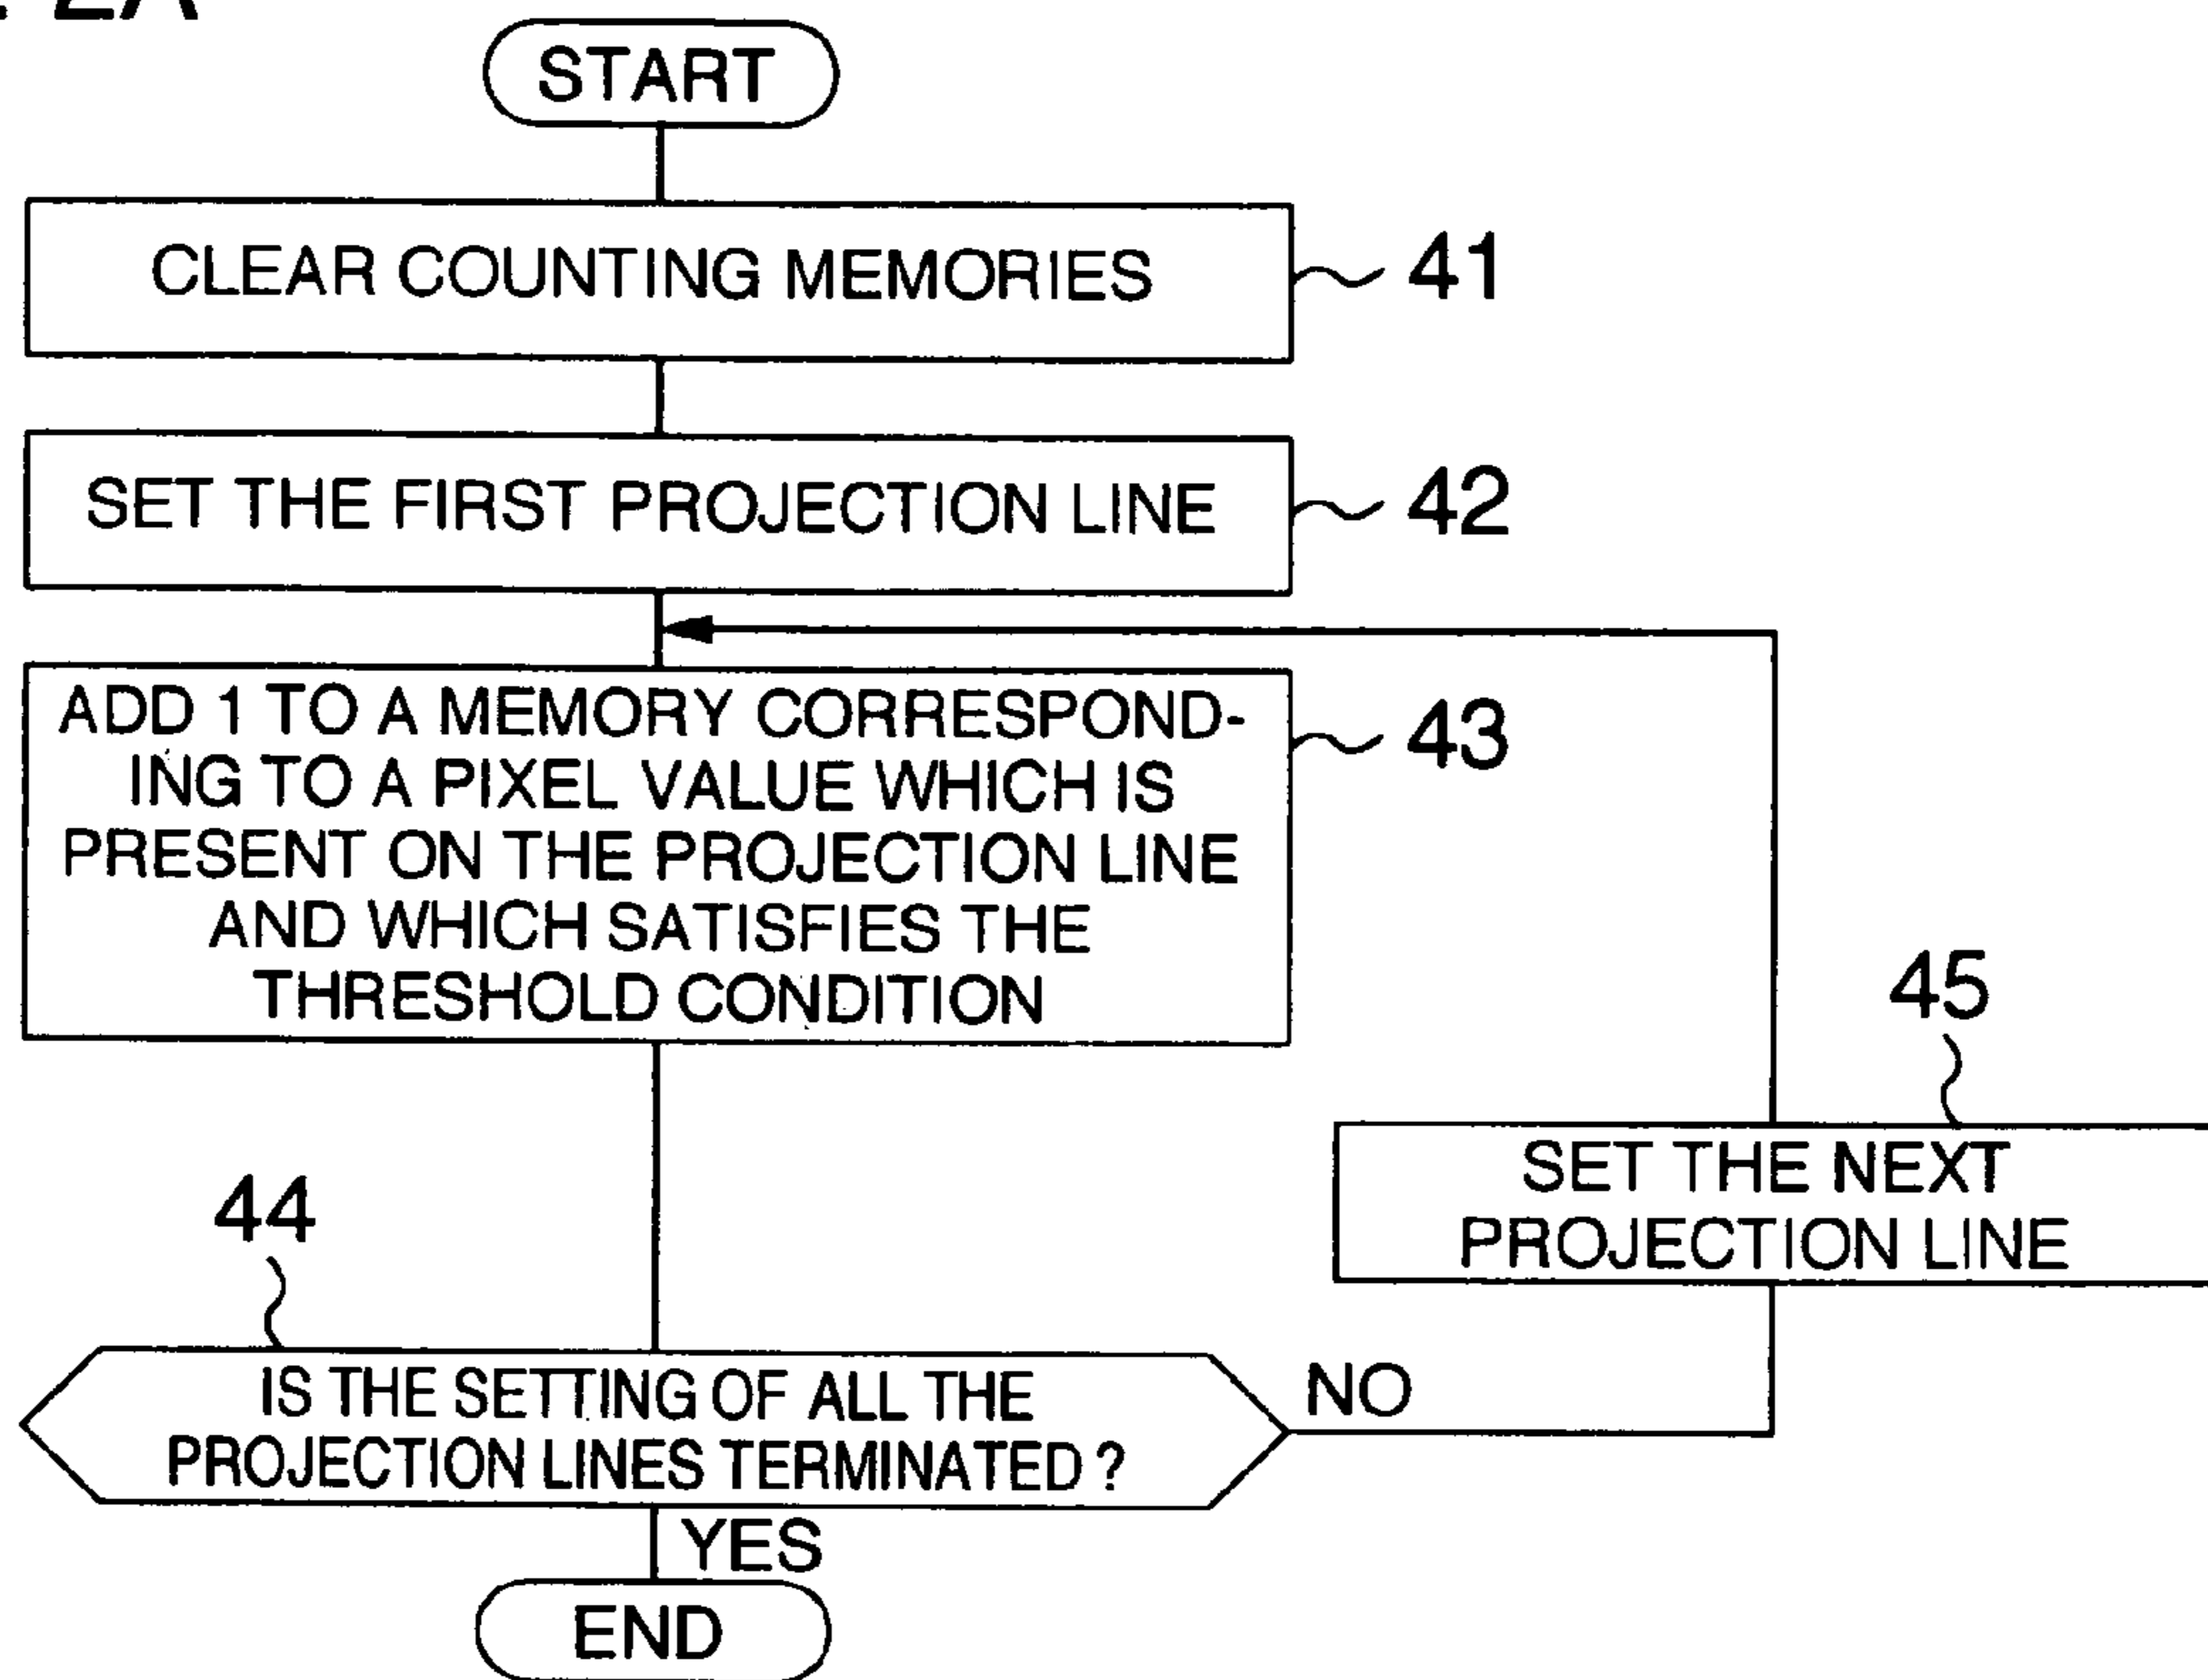 2A
START
CLEAR COUNTING MEMORIES
41
SET THE FIRST PROJECTION LINE
42
ADD 1 TO A MEMORY CORRESPOND-
ING TO A PIXEL VALUE WHICH IS
PRESENT ON THE PROJECTION LINE
AND WHICH SATISFIES THE
THRESHOLD CONDITION
43
45
SET THE NEXT
PROJECTION LINE
44
IS THE SETTING OF ALL THE
PROJECTION LINES TERMINATED ?
NO
YES
END